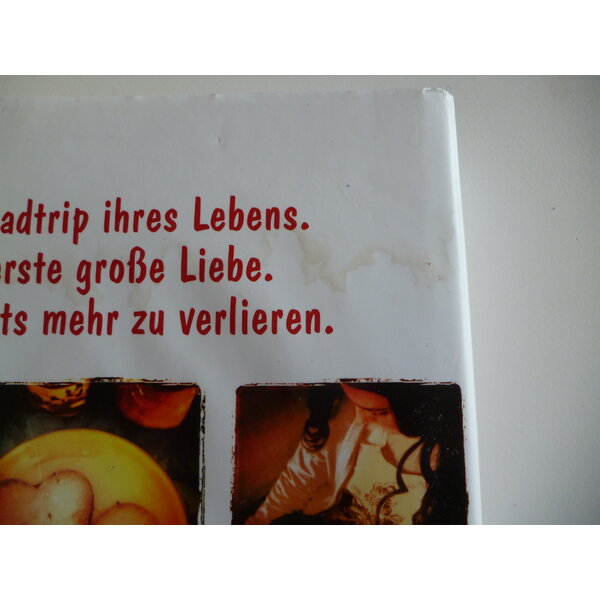 adtrip ihres Lebens.
erste große Liebe.
ts mehr zu verlieren.